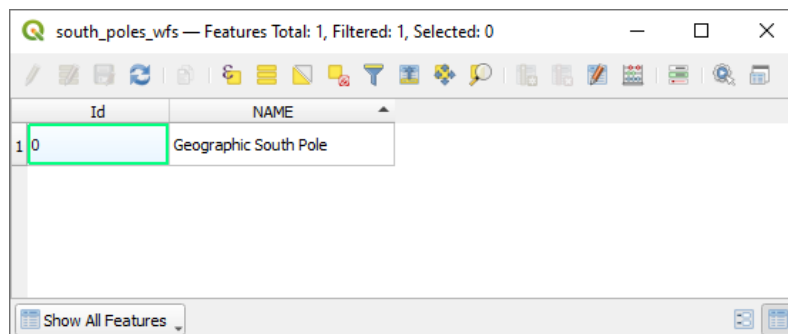 south_poles_wfs — Features Total: 1, Filtered: 1, Selected: 0
Id NAME
1 0 Geographic South Pole
Show All Features